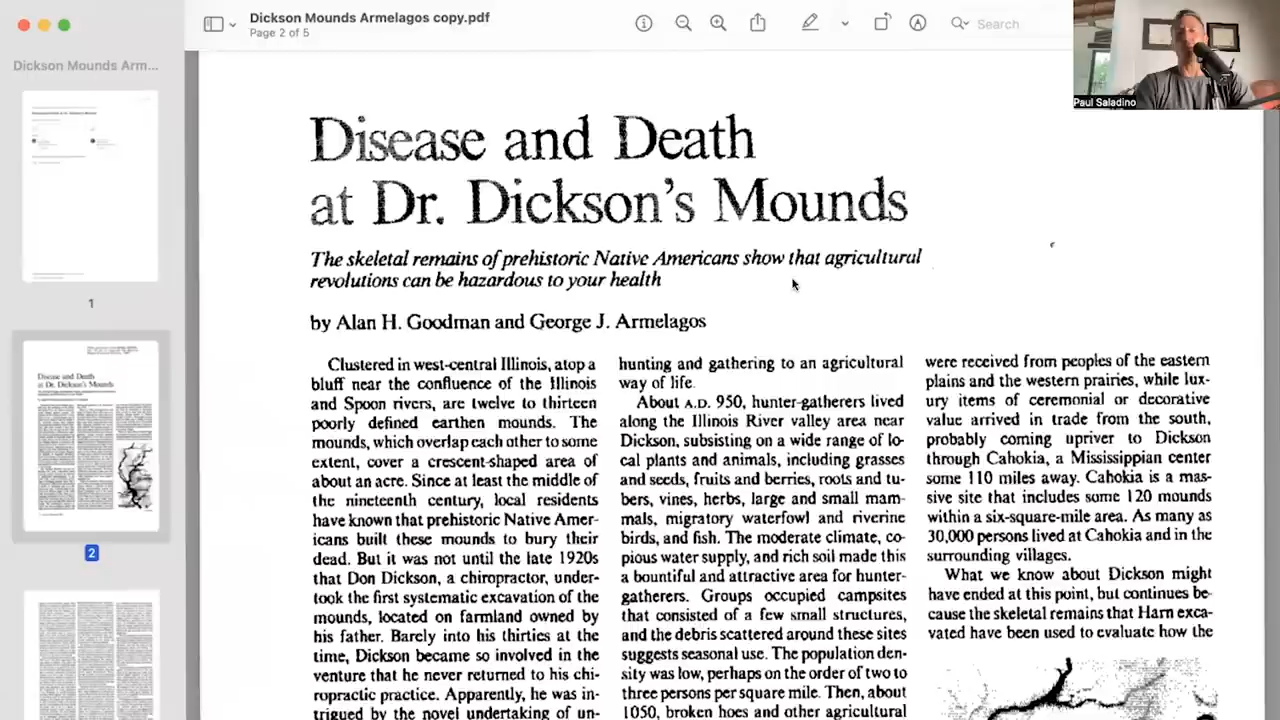 Dickson Mounds Armelagos copy.pdf
Page 2 of 5
Search
Paul Saladino
Dickson Mounds Arm...
1
2
Disease and Death
at Dr. Dickson's Mounds
The skeletal remains of prehistoric Native Americans show that agricultural
revolutions can be hazardous to your health
by Alan H. Goodman and George J. Armelagos
Clustered in west-central Illinois, atop a
bluff near the confluence of the Illinois
and Spoon rivers, are twelve to thirteen
poorly defined earthen mounds. The
mounds, which overlap each other to some
extent, cover a crescent-shaped area of
about an acre. Since at least the middle of
the nineteenth century, local residents
have known that prehistoric Native Amer-
icans built these mounds to bury their
dead. But it was not until the late 1920s
that Don Dickson, a chiropractor, under-
took the first systematic excavation of the
mounds, located on farmland owned by
his father. Barely into his thirties at the
time, Dickson became so involved in the
venture that he never returned to his chi-
ropractic practice. Apparently, he was in-
trigued by the novel undertaking of un-
hunting and gathering to an agricultural
way of life.
About A.D. 950, hunter-gatherers lived
along the Illinois River valley area near
Dickson, subsisting on a wide range of lo-
cal plants and animals, including grasses
and seeds, fruits and berries, roots and tu-
bers, vines, herbs, large and small mam-
mals, migratory waterfowl and riverine
birds, and fish. The moderate climate, co-
pious water supply, and rich soil made this
a bountiful and attractive area for hunter-
gatherers. Groups occupied campsites
that consisted of a few small structures,
and the debris scattered around these sites
suggests seasonal use. The population den-
sity was low, perhaps on the order of two to
three persons per square mile. Then, about
1050, broken hoes and other agricultural
were received from peoples of the eastern
plains and the western prairies, while lux-
ury items of ceremonial or decorative
value arrived in trade from the south,
probably coming upriver to Dickson
through Cahokia, a Mississippian center
some 110 miles away. Cahokia is a mas-
sive site that includes some 120 mounds
within a six-square-mile area. As many as
30,000 persons lived at Cahokia and in the
surrounding villages.
What we know about Dickson might
have ended at this point, but continues be-
cause the skeletal remains that Harn exca-
vated have been used to evaluate how the